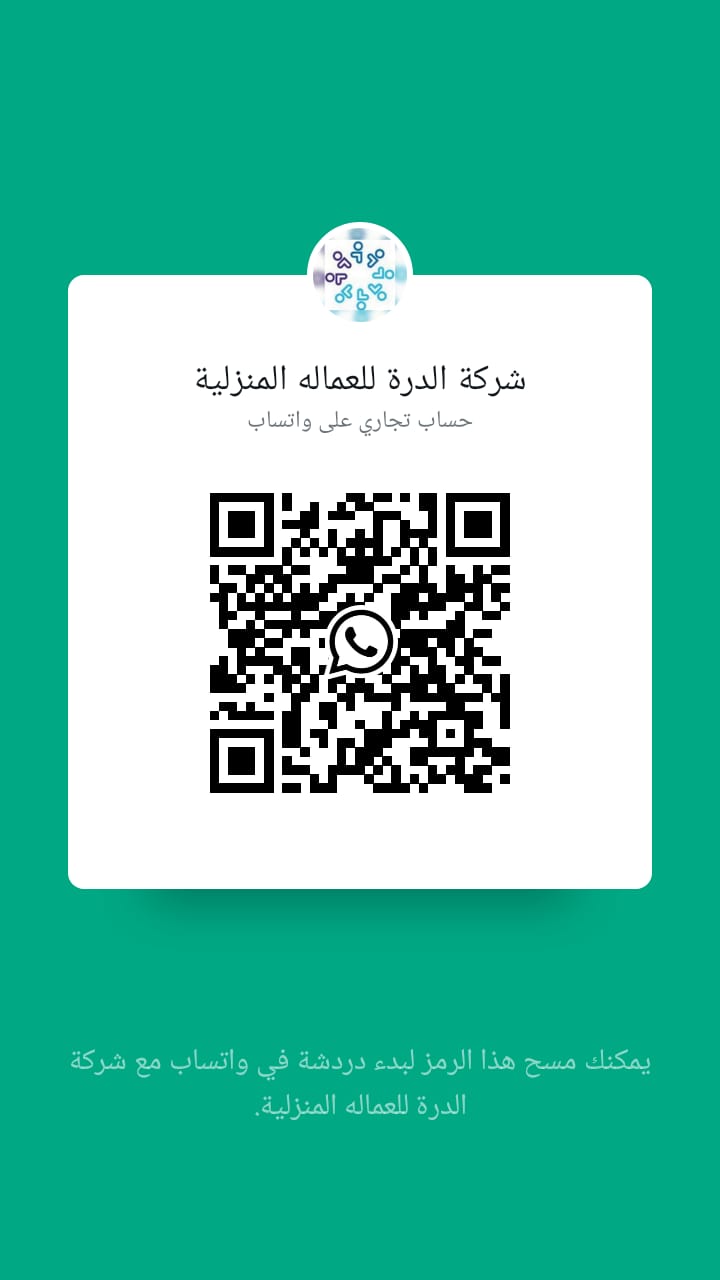 شركة الدرة للعماله المنزلية
حساب تجاري على واتساب
يمكنك مسح هذا الرمز لبدء دردشة في واتساب مع شركة
الدرة للعماله المنزلية.